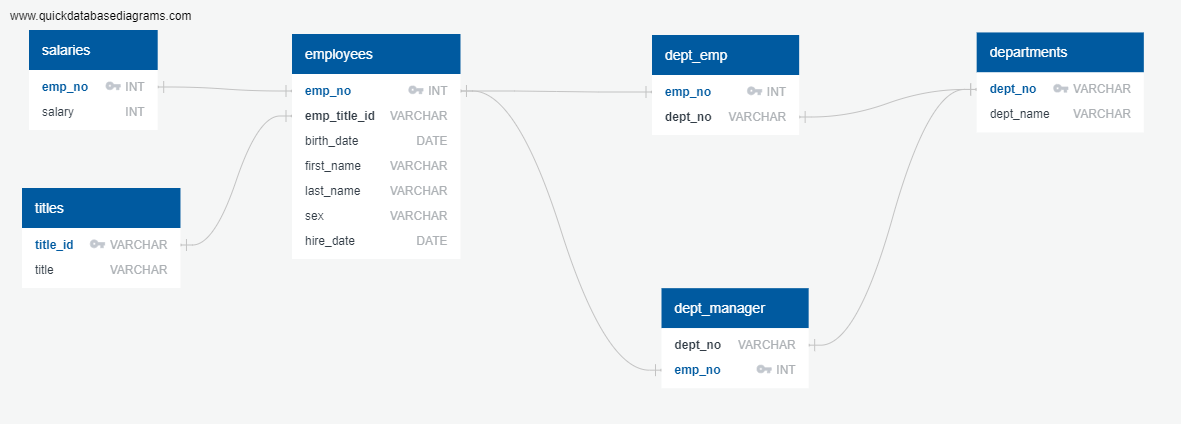 www.quickdatabasediagrams.com
salaries
emp_no INT
salary INT
titles
title_id VARCHAR
title VARCHAR
employees
emp_no INT
emp_title_id VARCHAR
birth_date DATE
first_name VARCHAR
last_name VARCHAR
sex VARCHAR
hire_date DATE
dept_emp
emp_no INT
dept_no VARCHAR
dept_manager
dept_no VARCHAR
emp_no INT
departments
dept_no VARCHAR
dept_name VARCHAR